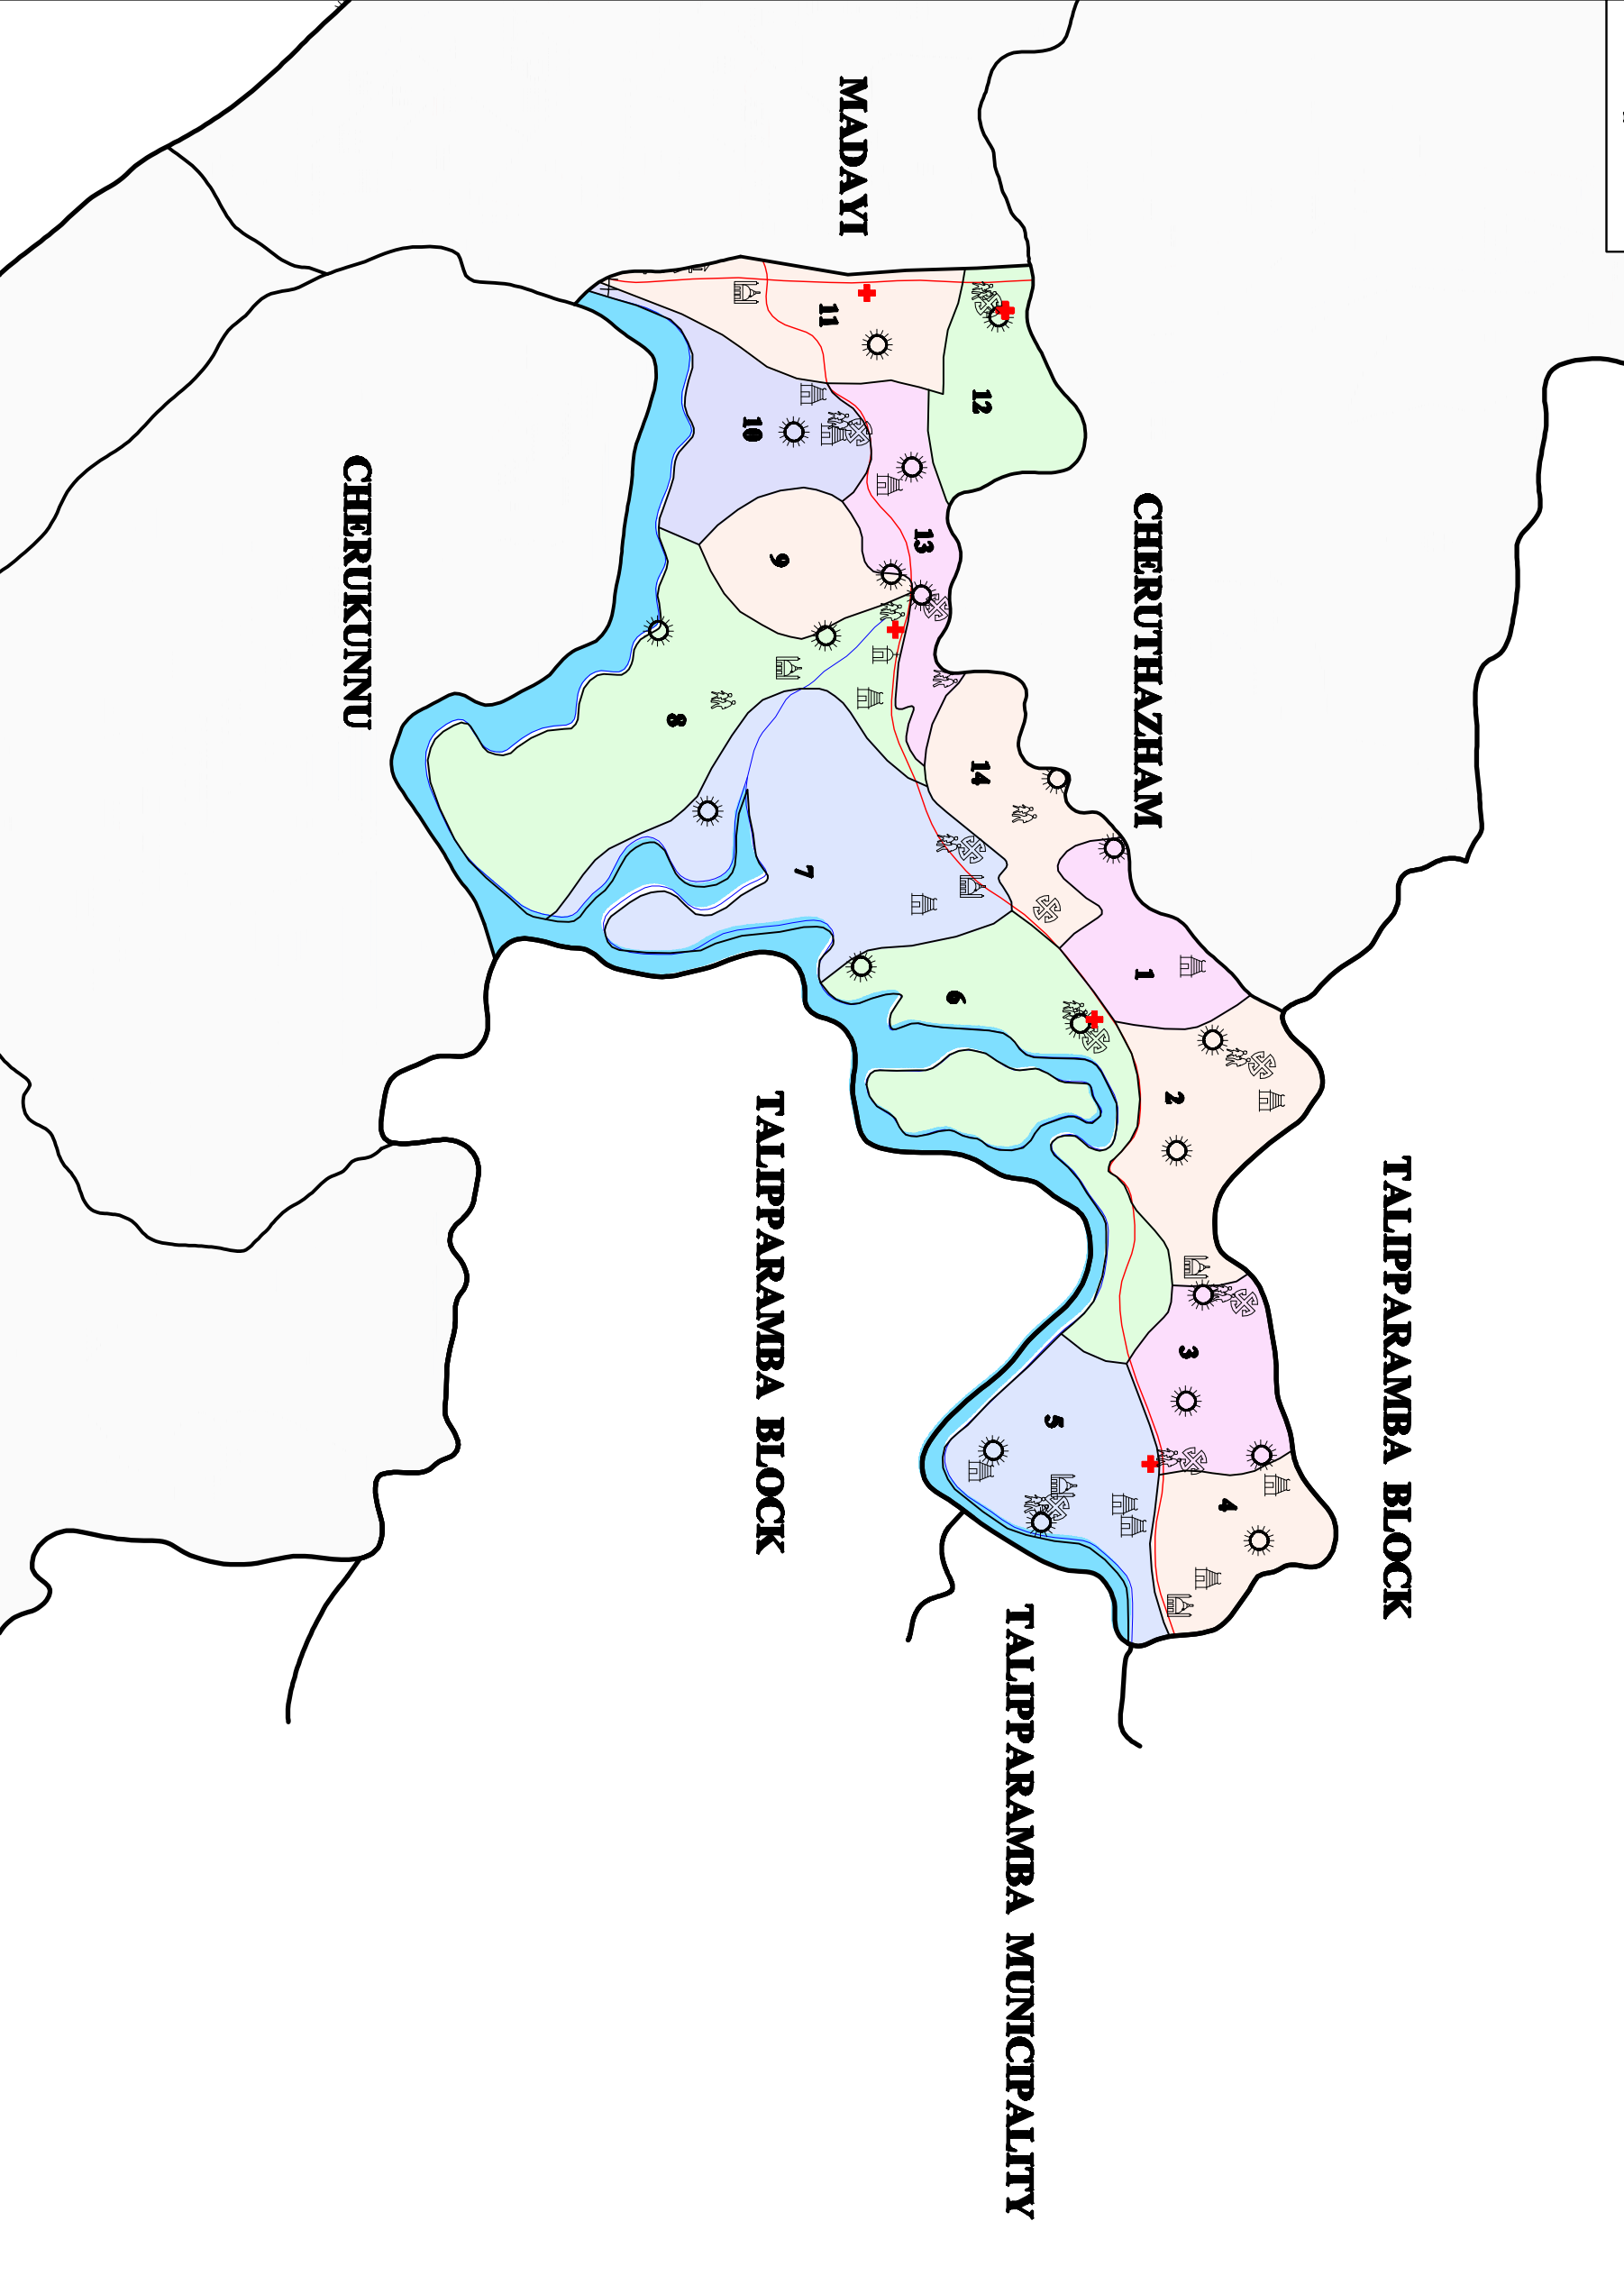 TALIPPARAMBA BLOCK
CHERUTHAZHAM
TALIPPARAMBA MUNICIPALITY
MADAYI
TALIPPARAMBA BLOCK
CHERUKUNNU
12
11
10
13
9
8
14
7
1
6
2
3
5
4